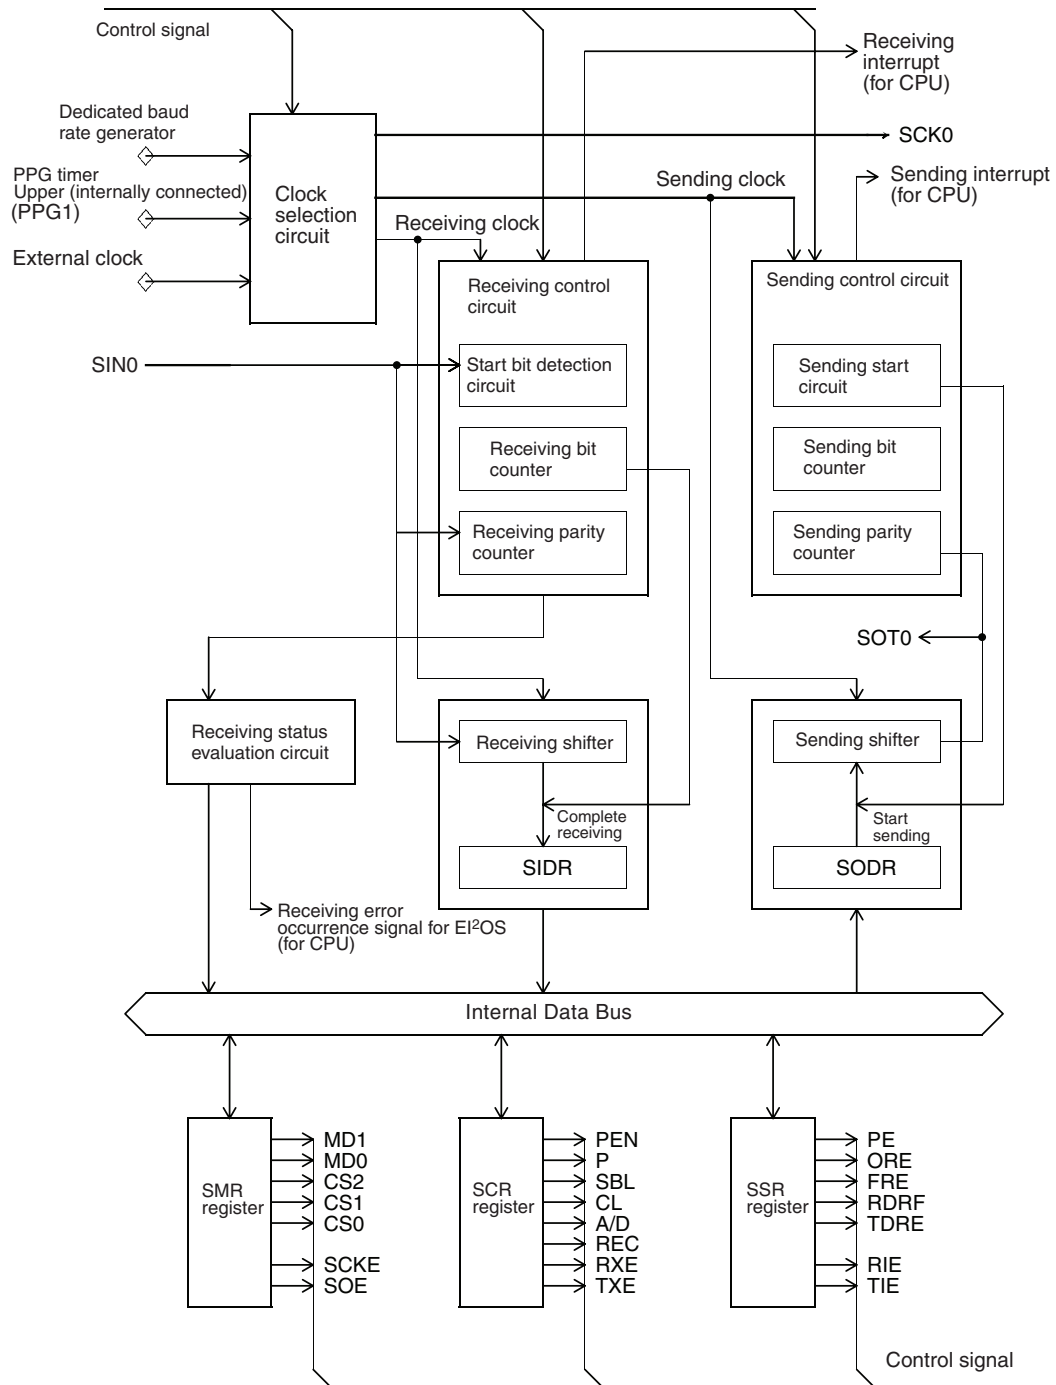 Control signal
Receiving
interrupt
(for CPU)
Dedicated baud
rate generator
SCK0
PPG timer
Upper (internally connected)
(PPG1)
Clock
selection
circuit
Sending clock
Sending interrupt
(for CPU)
Receiving clock
External clock
Receiving control
circuit
Sending control circuit
SIN0
Start bit detection
circuit
Sending start
circuit
Receiving bit
counter
Sending bit
counter
Receiving parity
counter
Sending parity
counter
SOT0
Receiving status
evaluation circuit
Receiving shifter
Sending shifter
Complete
receiving
Start
sending
SIDR
SODR
Receiving error
occurrence signal for EI²OS
(for CPU)
Internal Data Bus
SMR
register
MD1
MD0
CS2
CS1
CS0
SCKE
SOE
SCR
register
PEN
P
SBL
CL
A/D
REC
RXE
TXE
SSR
register
PE
ORE
FRE
RDRF
TDRE
RIE
TIE
Control signal